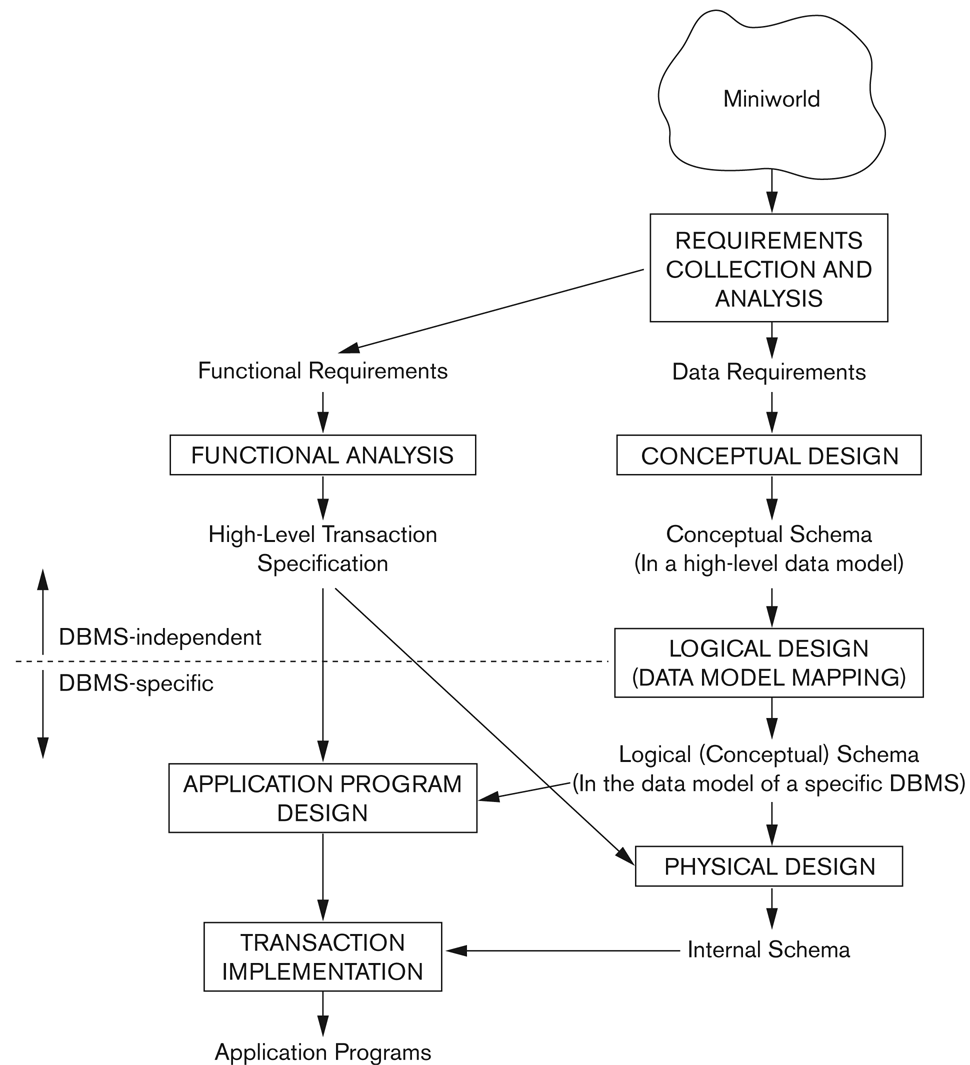 Miniworld
REQUIREMENTS
COLLECTION AND
ANALYSIS
Functional Requirements
Data Requirements
FUNCTIONAL ANALYSIS
CONCEPTUAL DESIGN
High-Level Transaction
Specification
Conceptual Schema
(In a high-level data model)
DBMS-independent
DBMS-specific
LOGICAL DESIGN
(DATA MODEL MAPPING)
Logical (Conceptual) Schema
(In the data model of a specific DBMS)
APPLICATION PROGRAM
DESIGN
PHYSICAL DESIGN
TRANSACTION
IMPLEMENTATION
Internal Schema
Application Programs